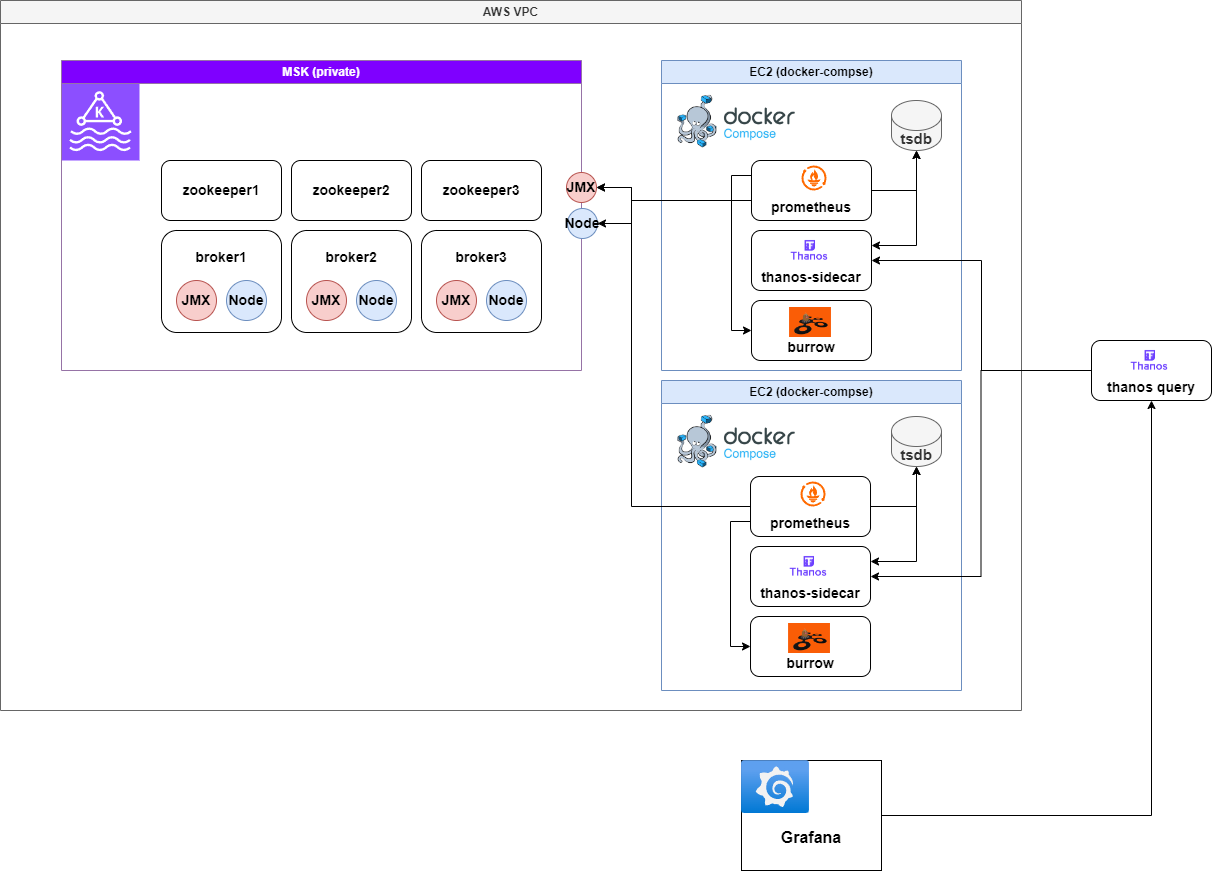 AWS VPC
MSK (private)
K
zookeeper1
zookeeper2
zookeeper3
JMX
Node
broker1
broker2
broker3
JMX
Node
JMX
Node
JMX
Node
EC2 (docker-compse)
docker
Compose
tsdb
prometheus
Thanos
thanos-sidecar
burrow
EC2 (docker-compse)
docker
Compose
tsdb
prometheus
Thanos
thanos-sidecar
burrow
Thanos
thanos query
Grafana